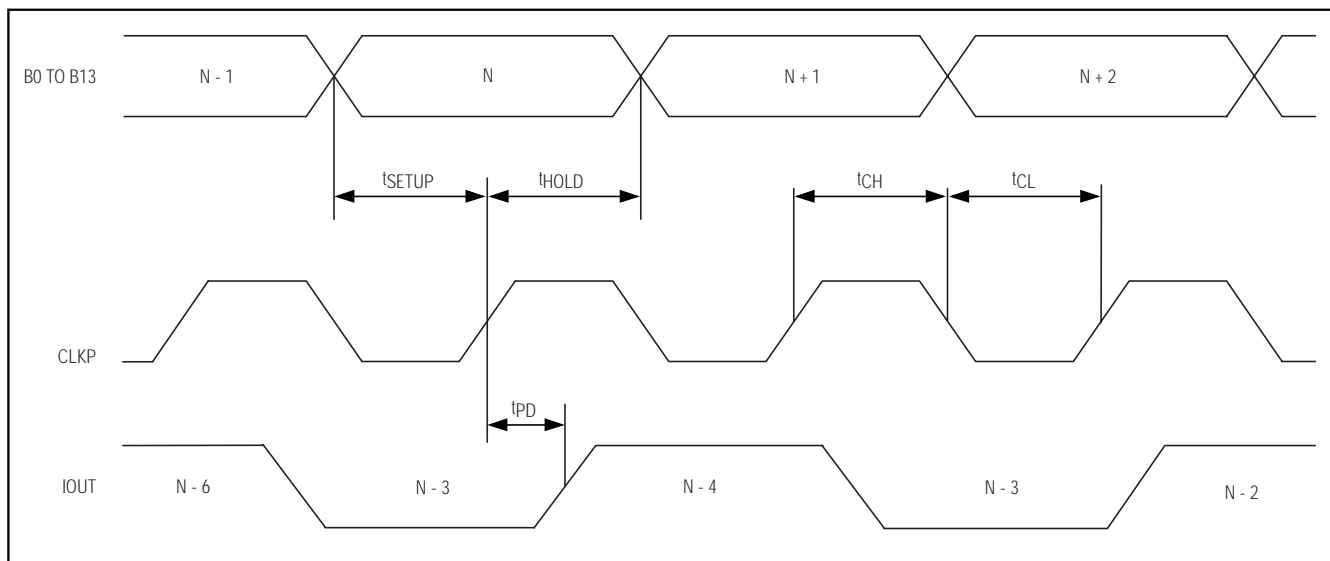 B0 TO B13
N - 1
N
N + 1
N + 2
tSETUP
tHOLD
tCH
tCL
CLKP
tPD
IOUT
N - 6
N - 3
N - 4
N - 3
N - 2